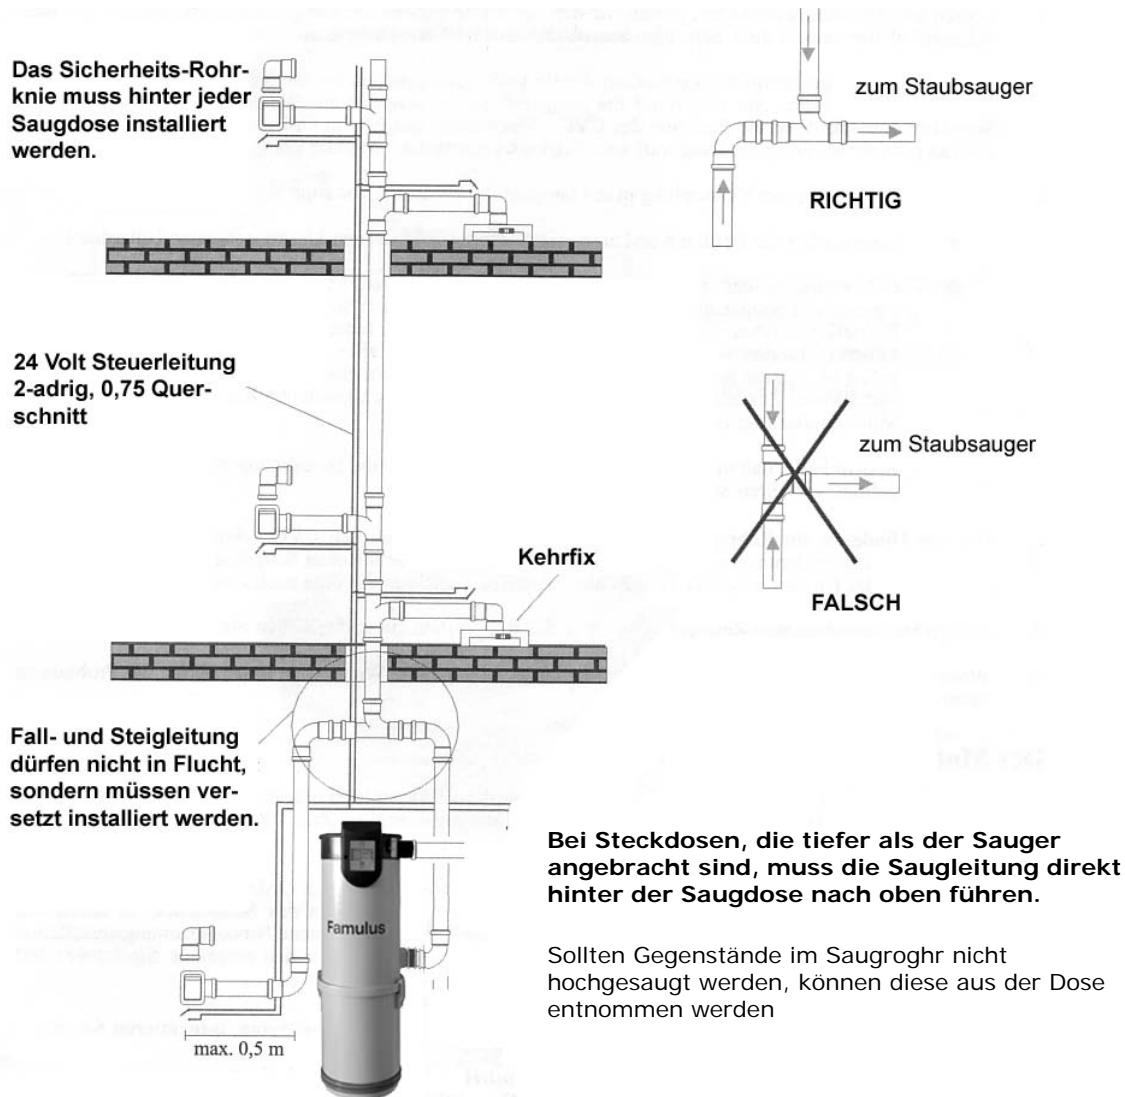 Das Sicherheits-Rohr-
knie muss hinter jeder
Saugdose installiert
werden.
zum Staubsauger
RICHTIG
24 Volt Steuerleitung
2-adrig, 0,75 Quer-
schnitt
zum Staubsauger
FALSCH
Kehrfix
Fall- und Steigleitung
dürfen nicht in Flucht,
sondern müssen ver-
setzt installiert werden.
Famulus
max. 0,5 m
Bei Steckdosen, die tiefer als der Sauger
angebracht sind, muss die Saugleitung direkt
hinter der Saugdose nach oben führen.
Sollten Gegenstände im Saugroghr nicht
hochgesaugt werden, können diese aus der Dose
entnommen werden